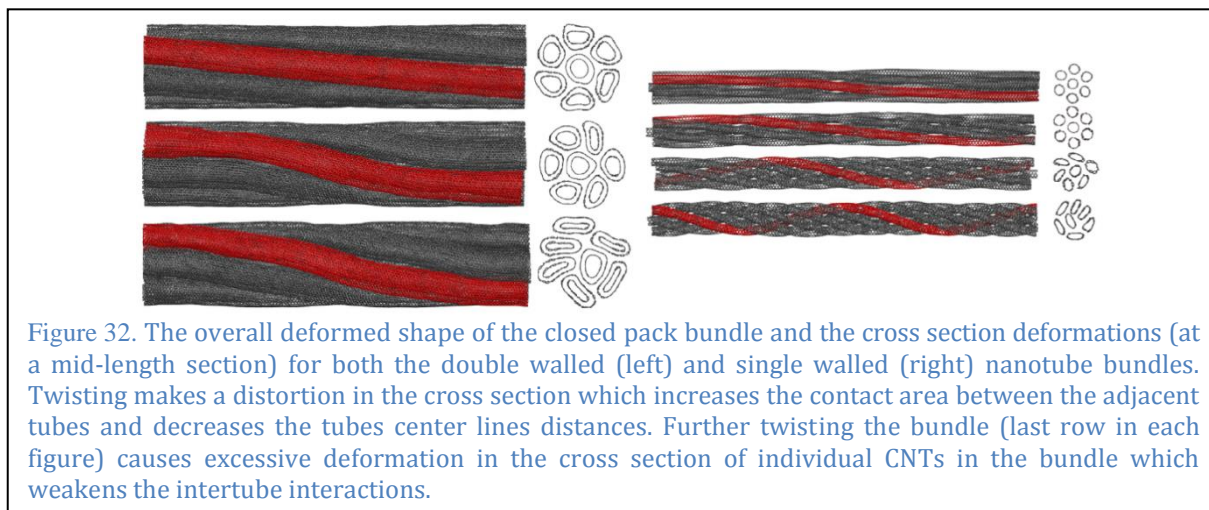 Figure 32. The overall deformed shape of the closed pack bundle and the cross section deformations (at
a mid-length section) for both the double walled (left) and single walled (right) nanotube bundles.
Twisting makes a distortion in the cross section which increases the contact area between the adjacent
tubes and decreases the tubes center lines distances. Further twisting the bundle (last row in each
figure) causes excessive deformation in the cross section of individual CNTs in the bundle which
weakens the intertube interactions.